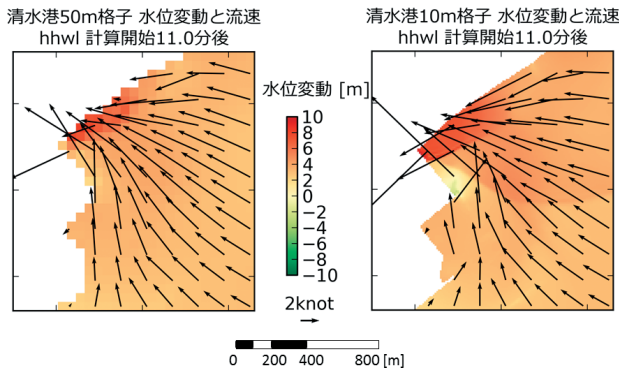 清水港50m格子 水位変動と流速
hhwl 計算開始11.0分後
清水港10m格子 水位変動と流速
hhwl 計算開始11.0分後
水位変動 [m]
10
8
6
4
2
0
−2
−4
−6
−8
−10
2knot
0 200 400 800 [m]